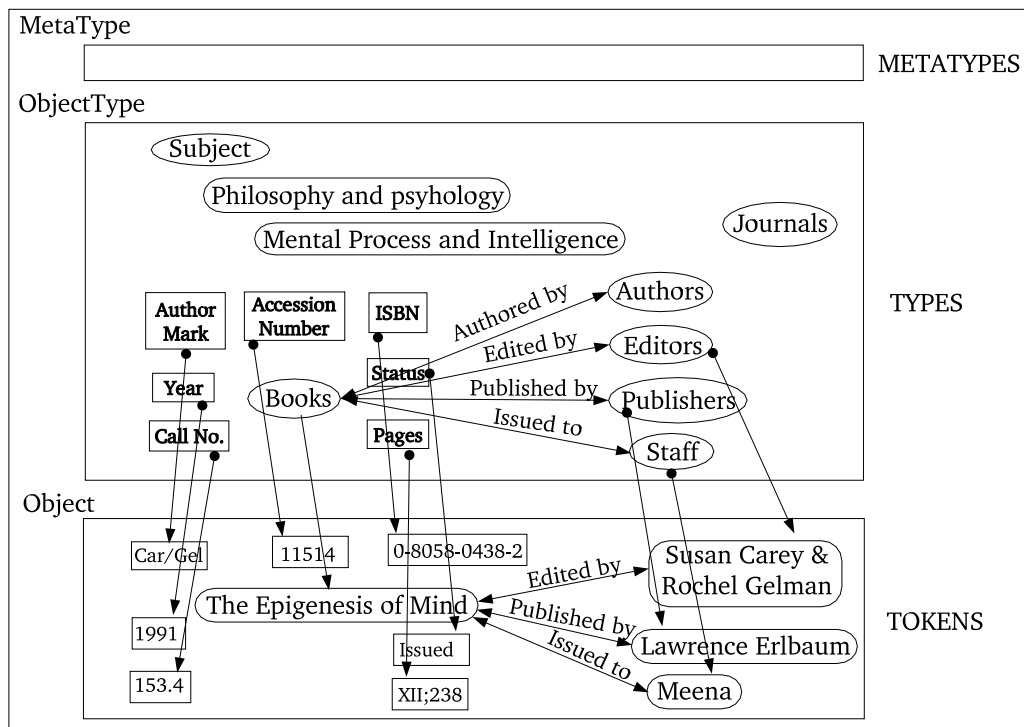 MetaType
METATYPES
ObjectType
Subject
Philosophy and psyhology
Mental Process and Intelligence
Journals
TYPES
Author
Mark
Accession
Number
ISBN
Authored by
Authors
Edited by
Editors
Status
Year
Books
Published by
Publishers
Call No.
Pages
Issued to
Staff
Object
Car/Gel
11514
0-8058-0438-2
Edited by
Susan Carey &
Rochel Gelman
The Epigenesis of Mind
Published by
TOKENS
1991
Issued
Issued to
Lawrence Erlbaum
153.4
XII;238
Meena